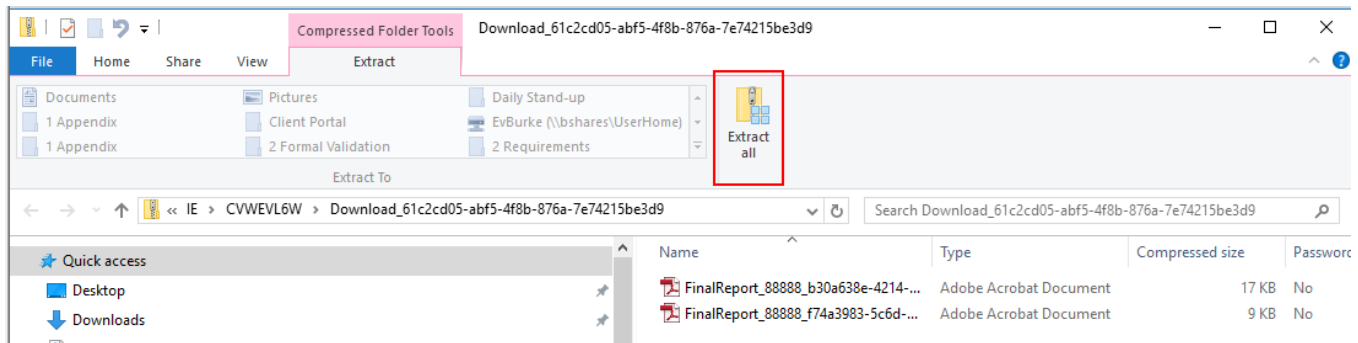 Compressed Folder Tools Download_61c2cd05-abf5-4f8b-876a-7e74215be3d9
File Home Share View Extract
Documents Pictures Daily Stand-up
1 Appendix Client Portal EvBurke (\\bshares\UserHome)
1 Appendix 2 Formal Validation 2 Requirements
Extract all
Extract To
« IE > CVWEVL6W > Download_61c2cd05-abf5-4f8b-876a-7e74215be3d9 Search Download_61c2cd05-abf5-4f8b-876a-7e74215be3d9
Name Type Compressed size Password
Quick access
Desktop FinalReport_88888_b30a638e-4214-... Adobe Acrobat Document 17 KB No
Downloads FinalReport_88888_f74a3983-5c6d-... Adobe Acrobat Document 9 KB No